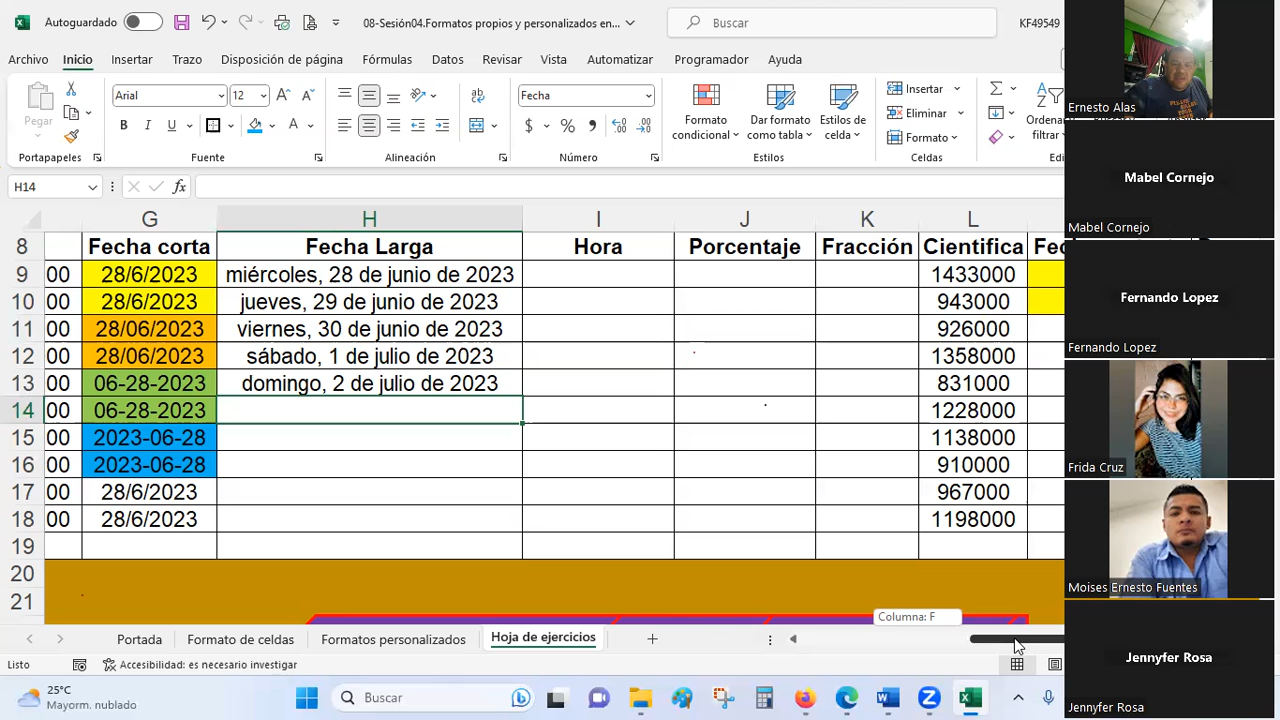 Autoguardado
08-Sesión04.Formatos propios y personalizados en...
Buscar
KF49549
Archivo Inicio Insertar Trazo Disposición de página Fórmulas Datos Revisar Vista Automatizar Programador Ayuda
Pegar
Portapapeles
Arial 12
N K S
Fuente
Alineación
Fecha
$ % 000
Número
Formato condicional
Dar formato como tabla
Estilos de celda
Estilos
Insertar
Eliminar
Formato
Celdas
Ordenar
filtrar
Edi
H14
fx
G H I J K L
8 Fecha corta Fecha Larga Hora Porcentaje Fracción Cientifica Fec
9 00 28/6/2023 miércoles, 28 de junio de 2023 1433000
10 00 28/6/2023 jueves, 29 de junio de 2023 943000
11 00 28/06/2023 viernes, 30 de junio de 2023 926000
12 00 28/06/2023 sábado, 1 de julio de 2023 1358000
13 00 06-28-2023 domingo, 2 de julio de 2023 831000
14 00 06-28-2023 1228000
15 00 2023-06-28 1138000
16 00 2023-06-28 910000
17 00 28/6/2023 967000
18 00 28/6/2023 1198000
19
20
21
Columna: F
Portada Formato de celdas Formatos personalizados Hoja de ejercicios
Listo
Accesibilidad: es necesario investigar
25°C
Mayorm. nublado
Buscar
Ernesto Alas
Mabel Cornejo
Mabel Cornejo
Fernando Lopez
Fernando Lopez
Frida Cruz
Moises Ernesto Fuentes
Jennyfer Rosa
Jennyfer Rosa